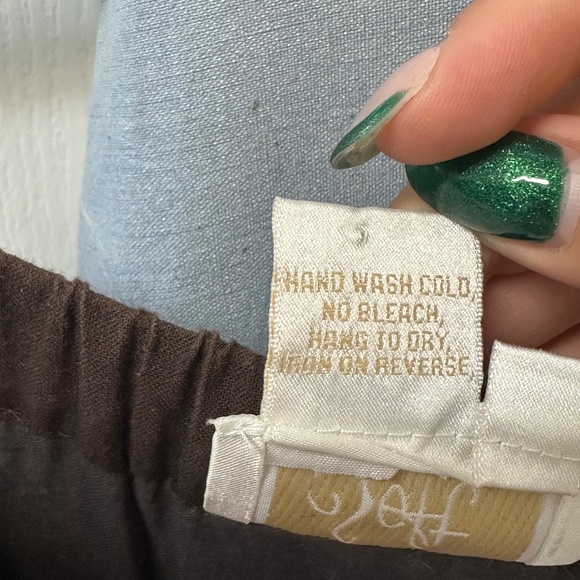 HAND WASH COLD,
NO BLEACH,
HANG TO DRY,
IRON ON REVERSE,